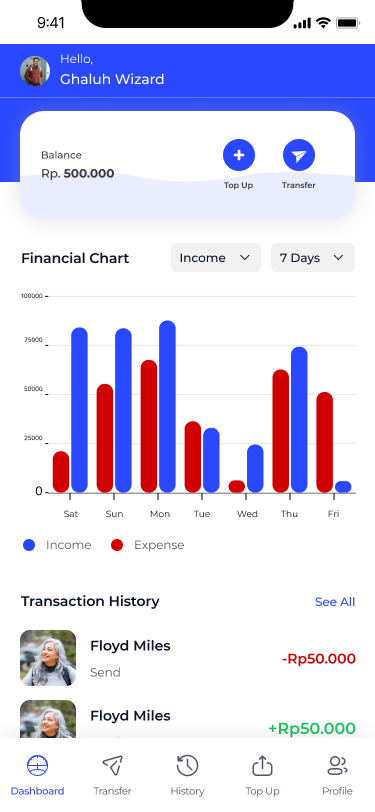 9:41
Hello,
Ghaluh Wizard
Balance
Rp. 500.000
Top Up
Transfer
Financial Chart
Income
7 Days
100000
75000
50000
25000
0
Sat
Sun
Mon
Tue
Wed
Thu
Fri
Income
Expense
Transaction History
See All
Floyd Miles
-Rp50.000
Send
Floyd Miles
+Rp50.000
Dashboard
Transfer
History
Top Up
Profile